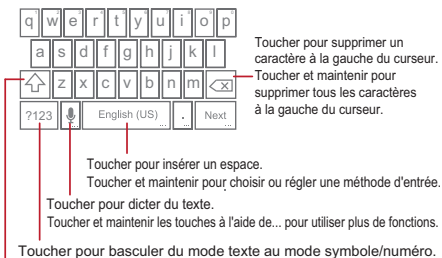 q w e r t y u i o p
a s d f g h j k l
z x c v b n m
?123 English (US) . Next
Toucher pour supprimer un
caractère à la gauche du curseur.
Toucher et maintenir pour
supprimer tous les caractères
à la gauche du curseur.
Toucher pour insérer un espace.
Toucher et maintenir pour choisir ou régler une méthode d'entrée.
Toucher pour dicter du texte.
Toucher et maintenir les touches à l'aide de... pour utiliser plus de fonctions.
Toucher pour basculer du mode texte au mode symbole/numéro.